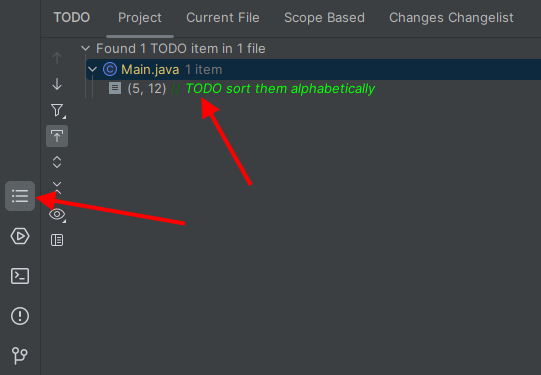 TODO Project Current File Scope Based Changes Changelist
Found 1 TODO item in 1 file
C Main.java 1 item
(5, 12) TODO sort them alphabetically